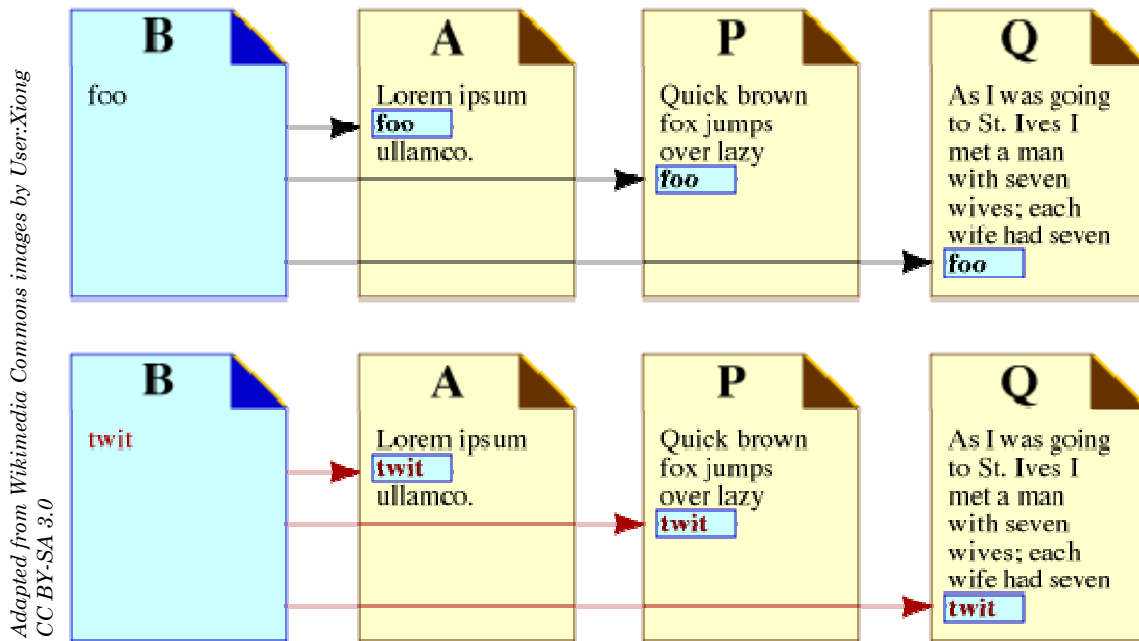 Adapted from Wikimedia Commons images by User:Xiong
CC BY-SA 3.0
B
foo
A
Lorem ipsum
foo
ullamco.
P
Quick brown
fox jumps
over lazy
foo
Q
As I was going
to St. Ives I
met a man
with seven
wives; each
wife had seven
foo
B
twit
A
Lorem ipsum
twit
ullamco.
P
Quick brown
fox jumps
over lazy
twit
Q
As I was going
to St. Ives I
met a man
with seven
wives; each
wife had seven
twit